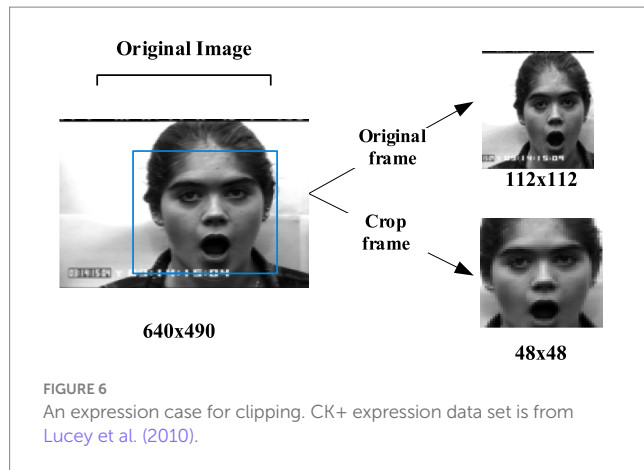 Original Image
Original
frame
Crop
frame
112x112
640x490
48x48
FIGURE 6
An expression case for clipping. CK+ expression data set is from
Lucey et al. (2010).